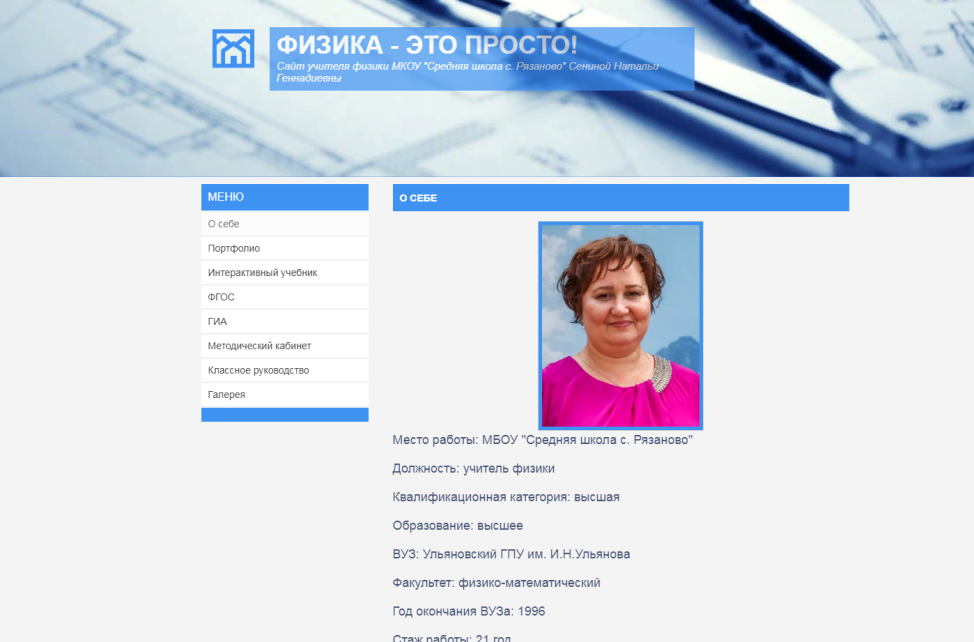 ФИЗИКА - ЭТО ПРОСТО!
Сайт учителя физики МКОУ "Средняя школа с. Рязаново" Сениной Натальи
Геннадиевны
МЕНЮ
О себе
Портфолио
Интерактивный учебник
ФГОС
ГИА
Методический кабинет
Классное руководство
Галерея
О СЕБЕ
Место работы: МБОУ "Средняя школа с. Рязаново"
Должность: учитель физики
Квалификационная категория: высшая
Образование: высшее
ВУЗ: Ульяновский ГПУ им. И.Н.Ульянова
Факультет: физико-математический
Год окончания ВУЗа: 1996
Стаж работы: 21 год